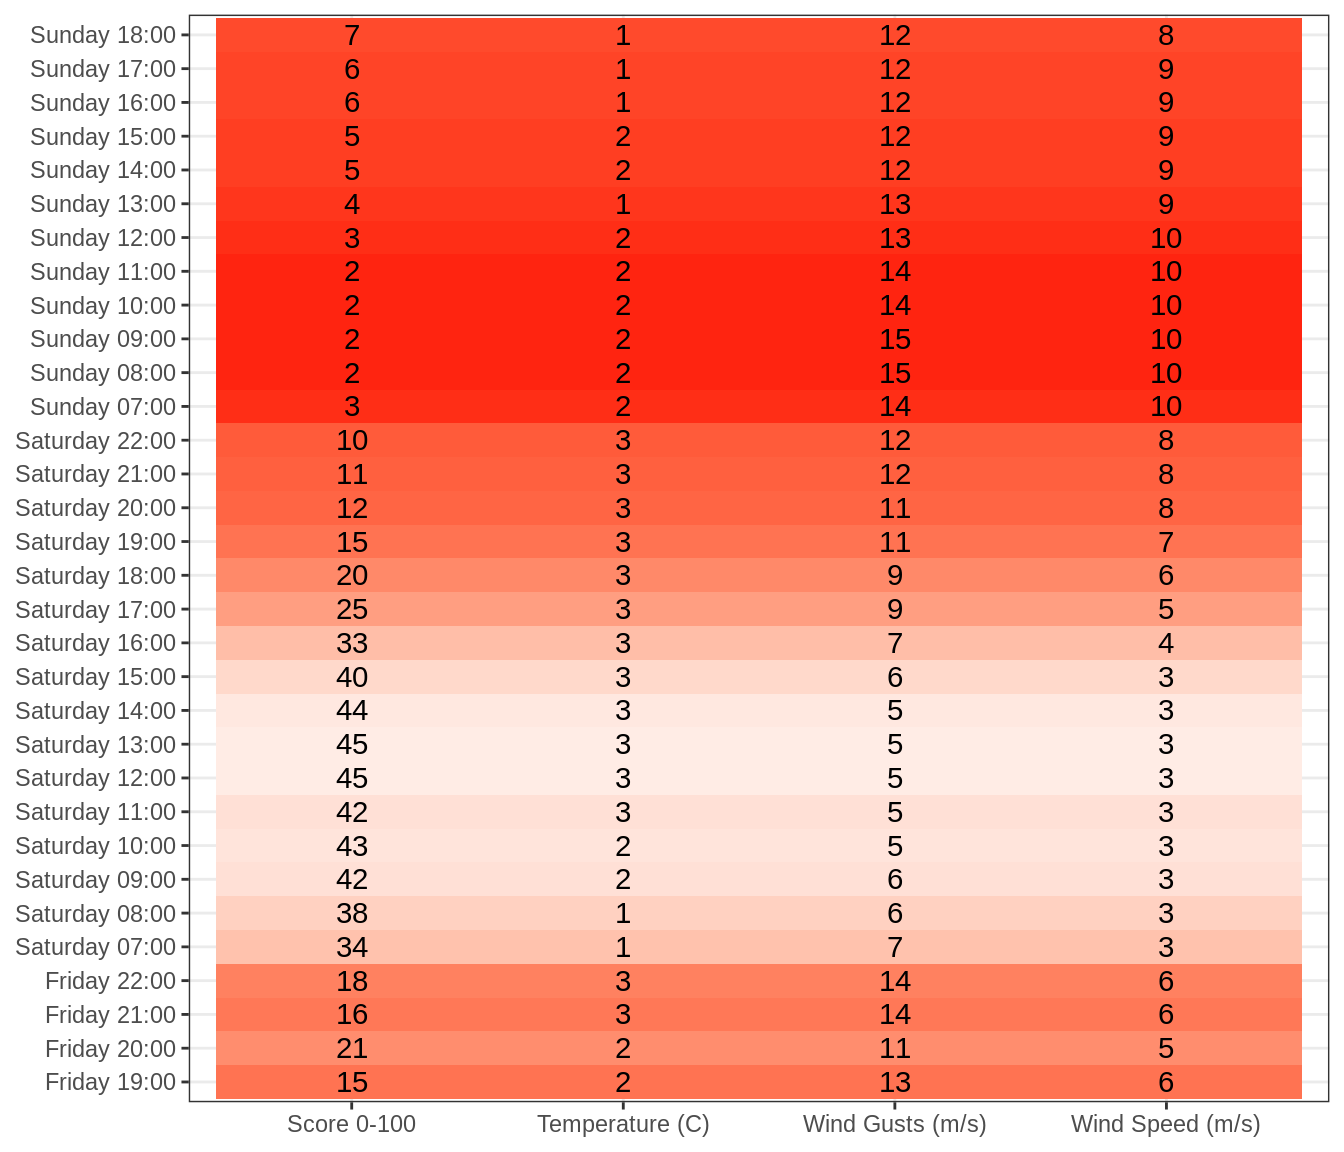 Sunday 18:00 7 1 12 8
Sunday 17:00 6 1 12 9
Sunday 16:00 6 1 12 9
Sunday 15:00 5 2 12 9
Sunday 14:00 5 2 12 9
Sunday 13:00 4 1 13 9
Sunday 12:00 3 2 13 10
Sunday 11:00 2 2 14 10
Sunday 10:00 2 2 14 10
Sunday 09:00 2 2 15 10
Sunday 08:00 2 2 15 10
Sunday 07:00 3 2 14 10
Saturday 22:00 10 3 12 8
Saturday 21:00 11 3 12 8
Saturday 20:00 12 3 11 8
Saturday 19:00 15 3 11 7
Saturday 18:00 20 3 9 6
Saturday 17:00 25 3 9 5
Saturday 16:00 33 3 7 4
Saturday 15:00 40 3 6 3
Saturday 14:00 44 3 5 3
Saturday 13:00 45 3 5 3
Saturday 12:00 45 3 5 3
Saturday 11:00 42 3 5 3
Saturday 10:00 43 2 5 3
Saturday 09:00 42 2 6 3
Saturday 08:00 38 1 6 3
Saturday 07:00 34 1 7 3
Friday 22:00 18 3 14 6
Friday 21:00 16 3 14 6
Friday 20:00 21 2 11 5
Friday 19:00 15 2 13 6
Score 0-100 Temperature (C) Wind Gusts (m/s) Wind Speed (m/s)